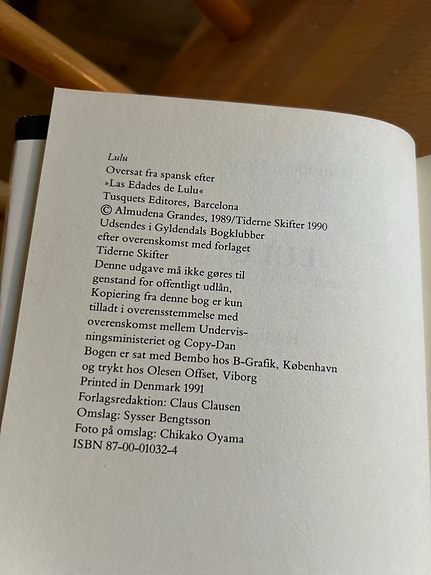 Lulu
Oversat fra spansk efter
»Las Edades de Lulu«
Tusquets Editores, Barcelona
© Almudena Grandes, 1989/Tiderne Skifter 1990
Udsendes i Gyldendals Bogklubber
efter overenskomst med forlaget
Tiderne Skifter
Denne udgave må ikke gøres til
genstand for offentligt udlån,
Kopiering fra denne bog er kun
tilladt i overensstemmelse med
overenskomst mellem Undervis-
ningsministeriet og Copy-Dan
Bogen er sat med Bembo hos B-Grafik, København
og trykt hos Olesen Offset, Viborg
Printed in Denmark 1991
Forlagsredaktion: Claus Clausen
Omslag: Sysser Bengtsson
Foto på omslag: Chikako Oyama
ISBN 87-00-01032-4